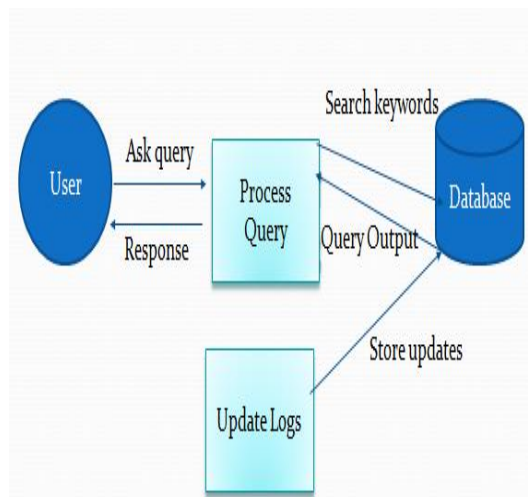 Search keywords
Ask query
User
Process
Query
Database
Response
Query Output
Store updates
Update Logs